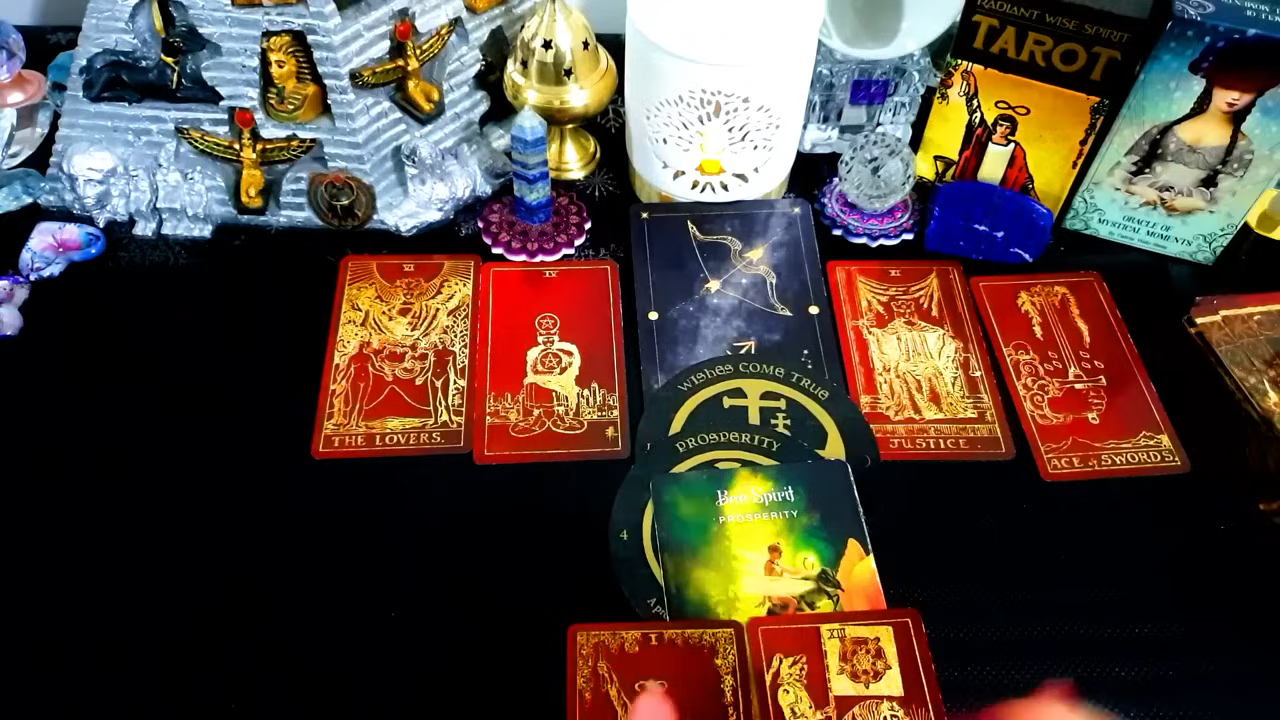 RADIANT WISE SPIRIT
TAROT
ORACLE OF
MYSTICAL MOMENTS
VI
THE LOVERS.
IV
WISHES COME TRUE
PROSPERITY
4
Bee Spirit
PROSPERITY
XI
JUSTICE.
ACE of SWORDS.
I
XIII